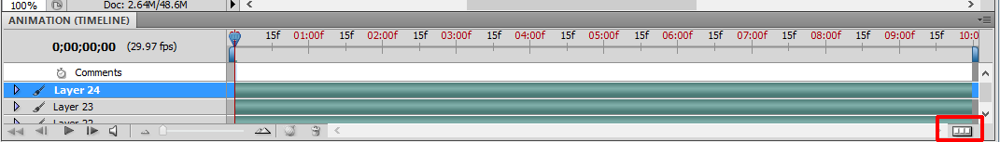 100% Doc: 2.64M/48.6M
ANIMATION (TIMELINE)
0;00;00;00 (29.97 fps) 15f 01:00f 15f 02:00f 15f 03:00f 15f 04:00f 15f 05:00f 15f 06:00f 15f 07:00f 15f 08:00f 15f 09:00f 15f 10:0
Comments
Layer 24
Layer 23
Layer 22